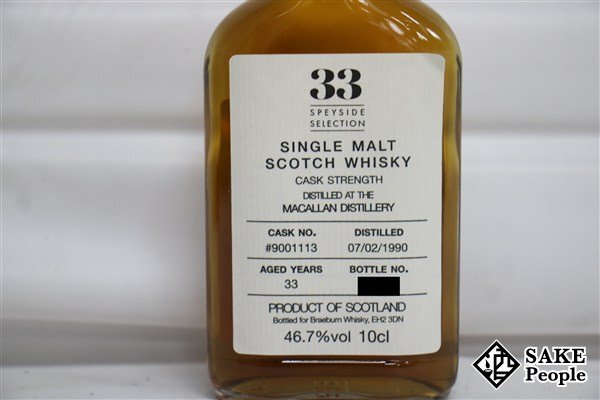 33
SPEYSIDE
SELECTION
SINGLE MALT
SCOTCH WHISKY
CASK STRENGTH
DISTILLED AT THE
MACALLAN DISTILLERY
CASK NO. DISTILLED
#9001113 07/02/1990
AGED YEARS BOTTLE NO.
33
PRODUCT OF SCOTLAND
Bottled for Braeburn Whisky, EH2 3DN
46.7%vol 10cl
SAKE
People